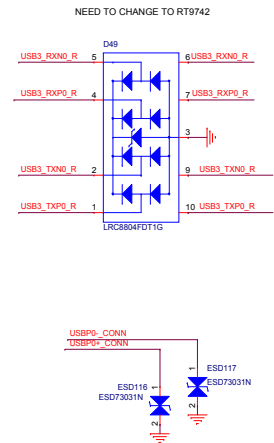 NEED TO CHANGE TO RT9742
D49
USB3_RXN0_R 5 6 USB3_RXN0_R
USB3_RXP0_R 4 7 USB3_RXP0_R
3
USB3_TXN0_R 2 9 USB3_TXN0_R
USB3_TXP0_R 1 10 USB3_TXP0_R
LRC8804FDT1G
USBP0-_CONN
USBP0+_CONN
1 ESD117
ESD73031N
2
ESD116 1
ESD73031N
2